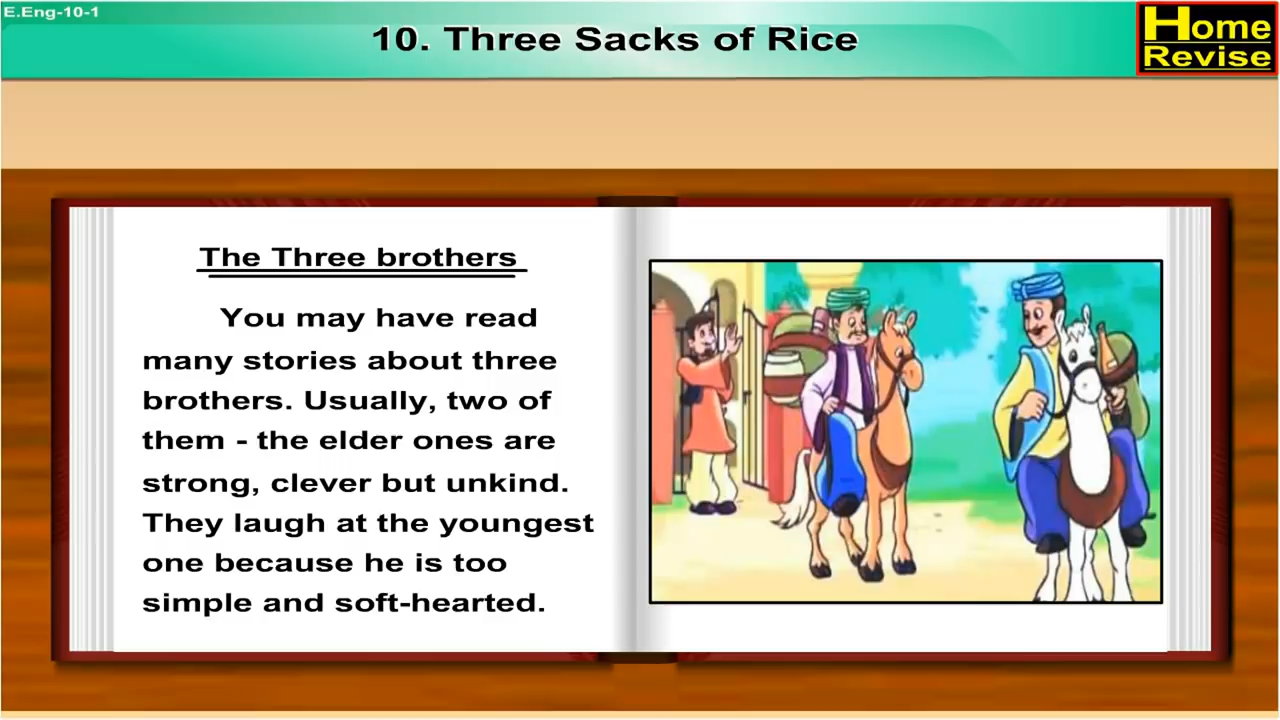 E.Eng-10-1
10. Three Sacks of Rice
Home
Revise
The Three brothers
You may have read
many stories about three
brothers. Usually, two of
them - the elder ones are
strong, clever but unkind.
They laugh at the youngest
one because he is too
simple and soft-hearted.